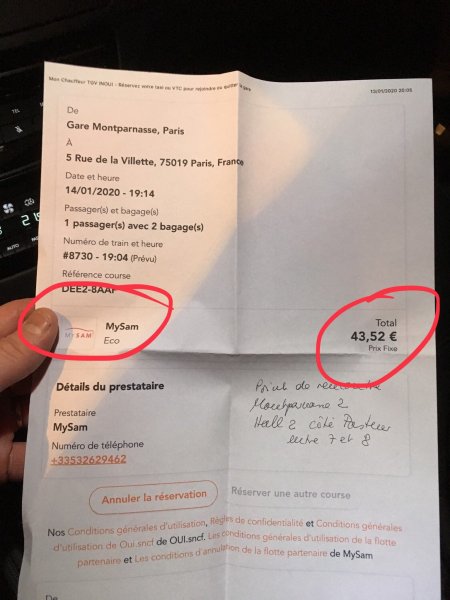 Mon Chauffeur TGV INOUI - Réservez votre taxi ou VTC pour rejoindre ou quitter la gare
13/01/2020 20:05
De
Gare Montparnasse, Paris
À
5 Rue de la Villette, 75019 Paris, France
Date et heure
14/01/2020 - 19:14
Passager(s) et bagage(s)
1 passager(s) avec 2 bagage(s)
Numéro de train et heure
#8730 - 19:04 (Prévu)
Référence course
DEE2-8AAF
MySAM
MySam
Eco
Total
43,52 €
Prix Fixe
Détails du prestataire
Prestataire
MySam
Numéro de téléphone
+33532629462
Point de rencontre
Montparnasse 2
Hall 2 côté Pasteur
entre 7 et 8
Annuler la réservation
Réserver une autre course
Nos Conditions générales d'utilisation, Règles de confidentialité et Conditions générales
d'utilisation de Oui.sncf de OUI.sncf. Conditions générales d'utilisation de la flotte
partenaire et Les conditions d'annulation de la flotte partenaire de MySam
De